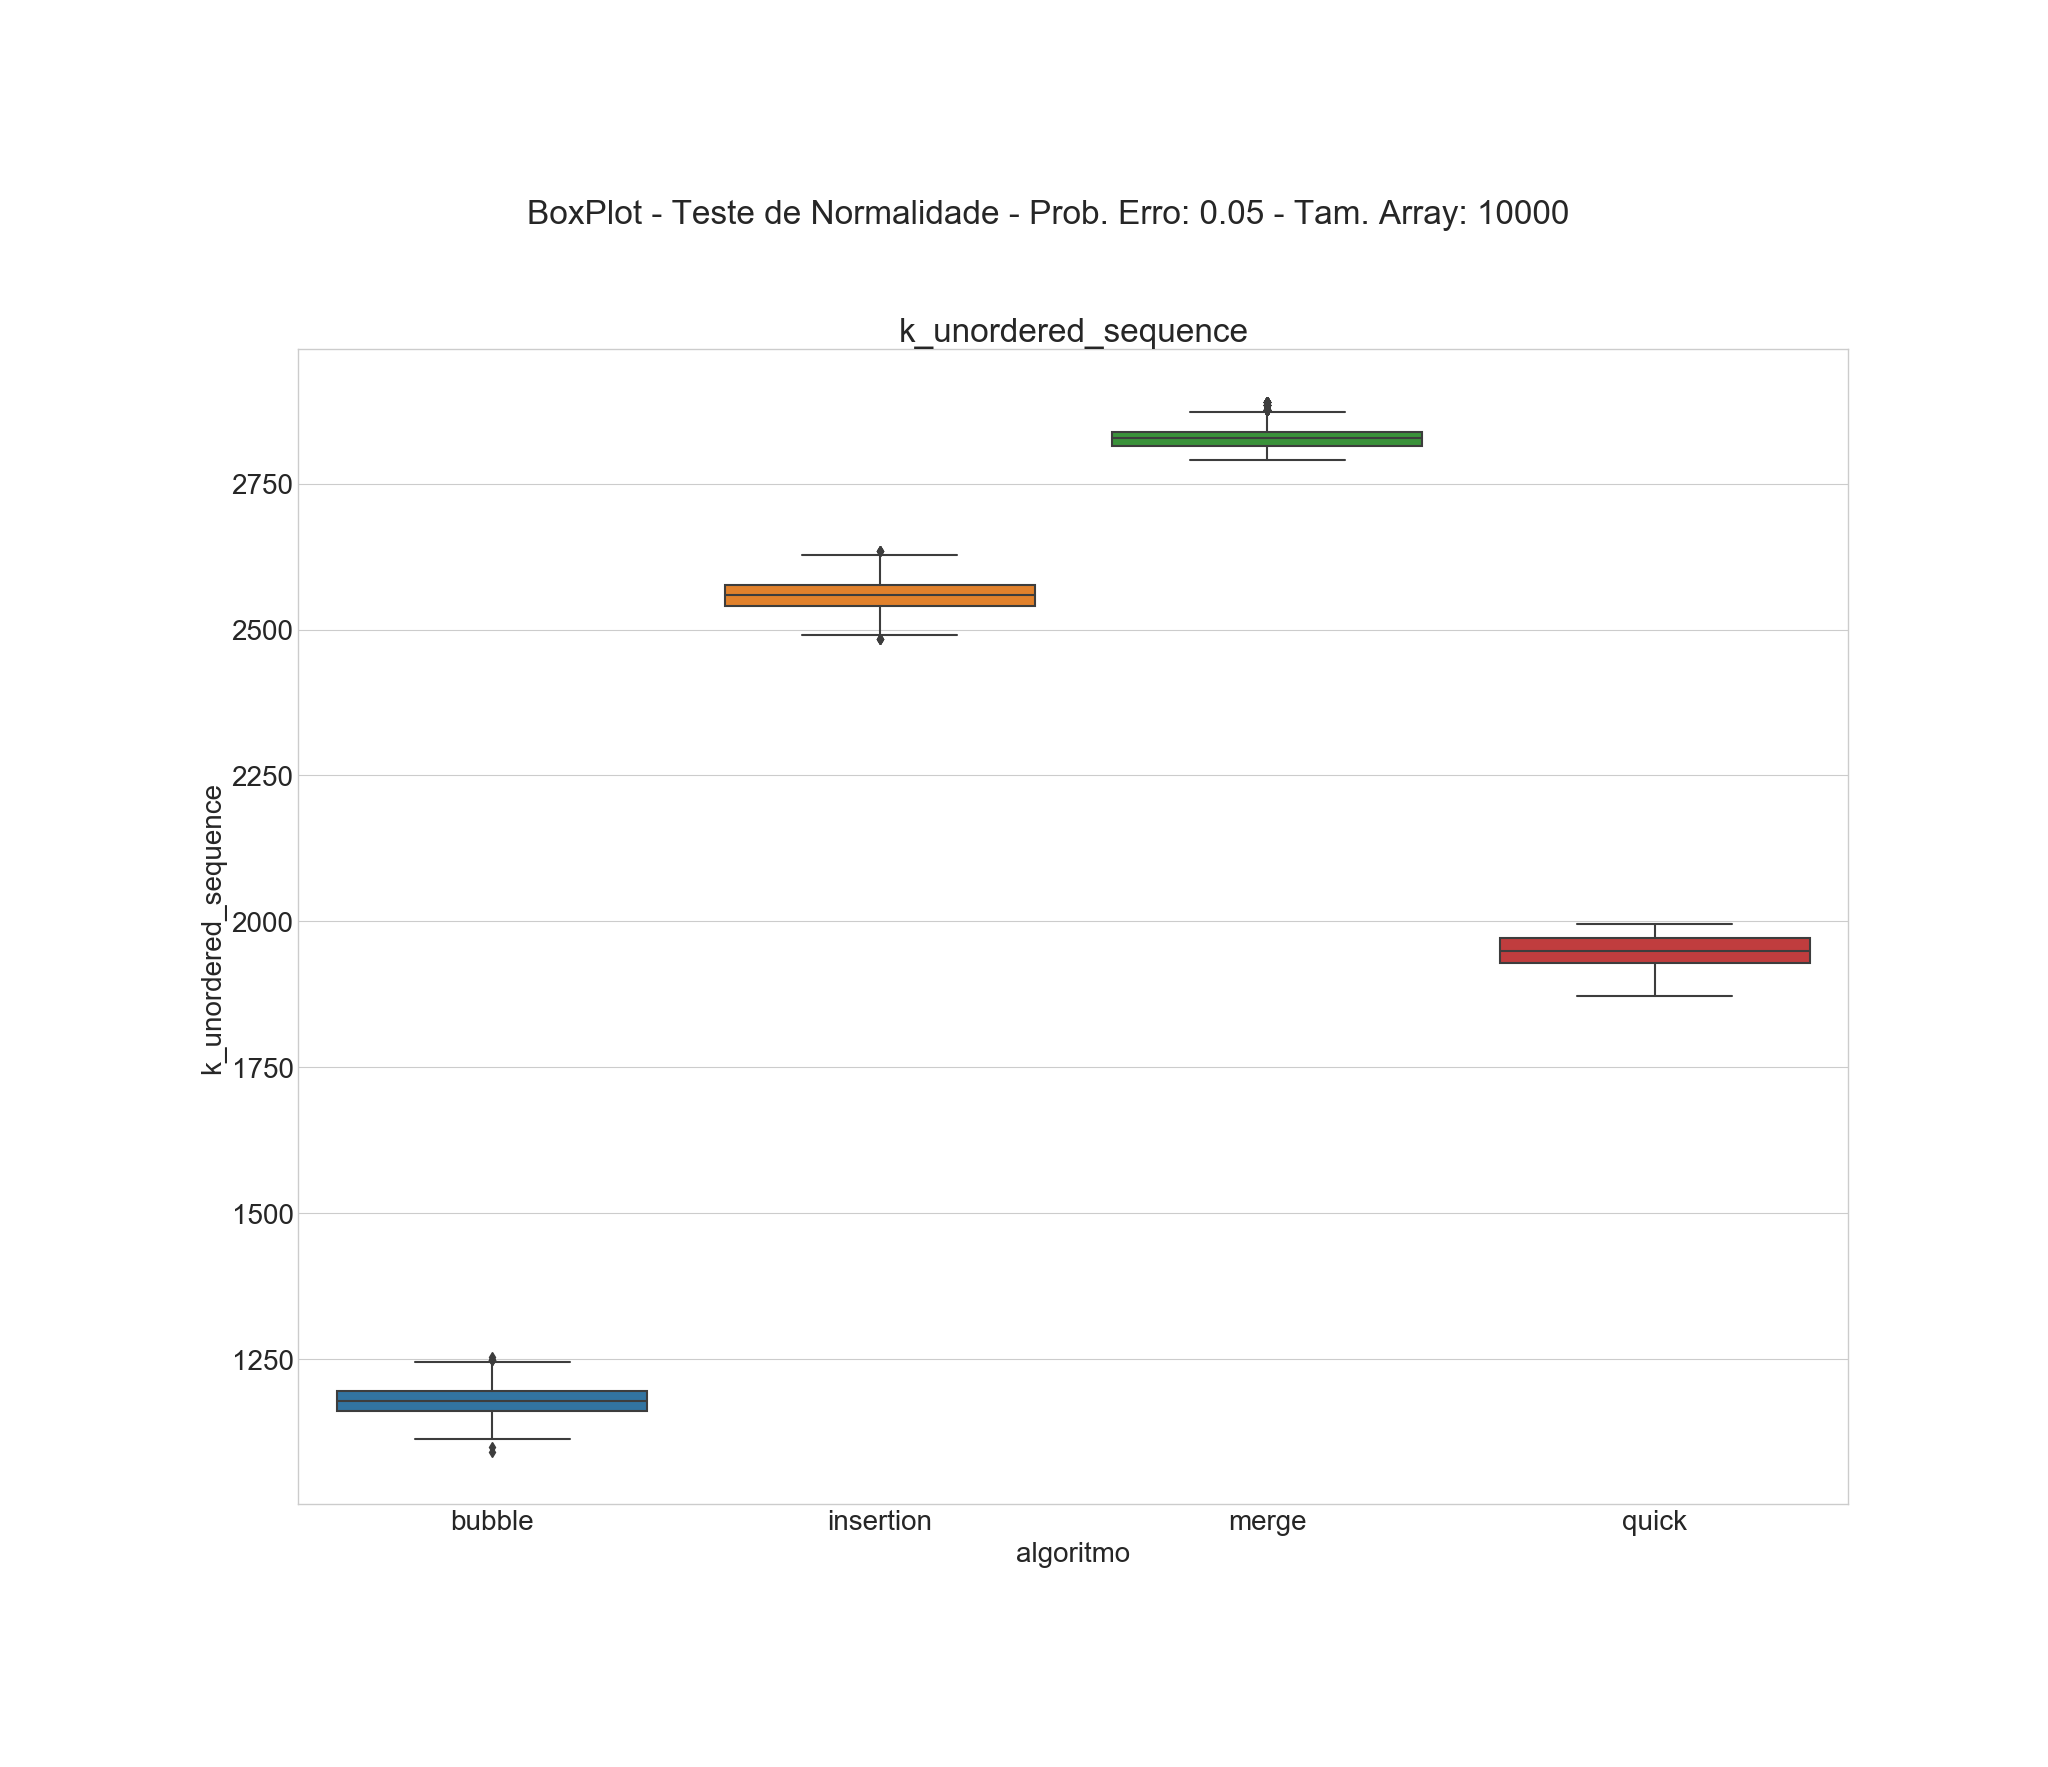 BoxPlot - Teste de Normalidade - Prob. Erro: 0.05 - Tam. Array: 10000
k_unordered_sequence
2750
2500
2250
2000
1750
1500
1250
k_unordered_sequence
bubble insertion merge quick
algoritmo